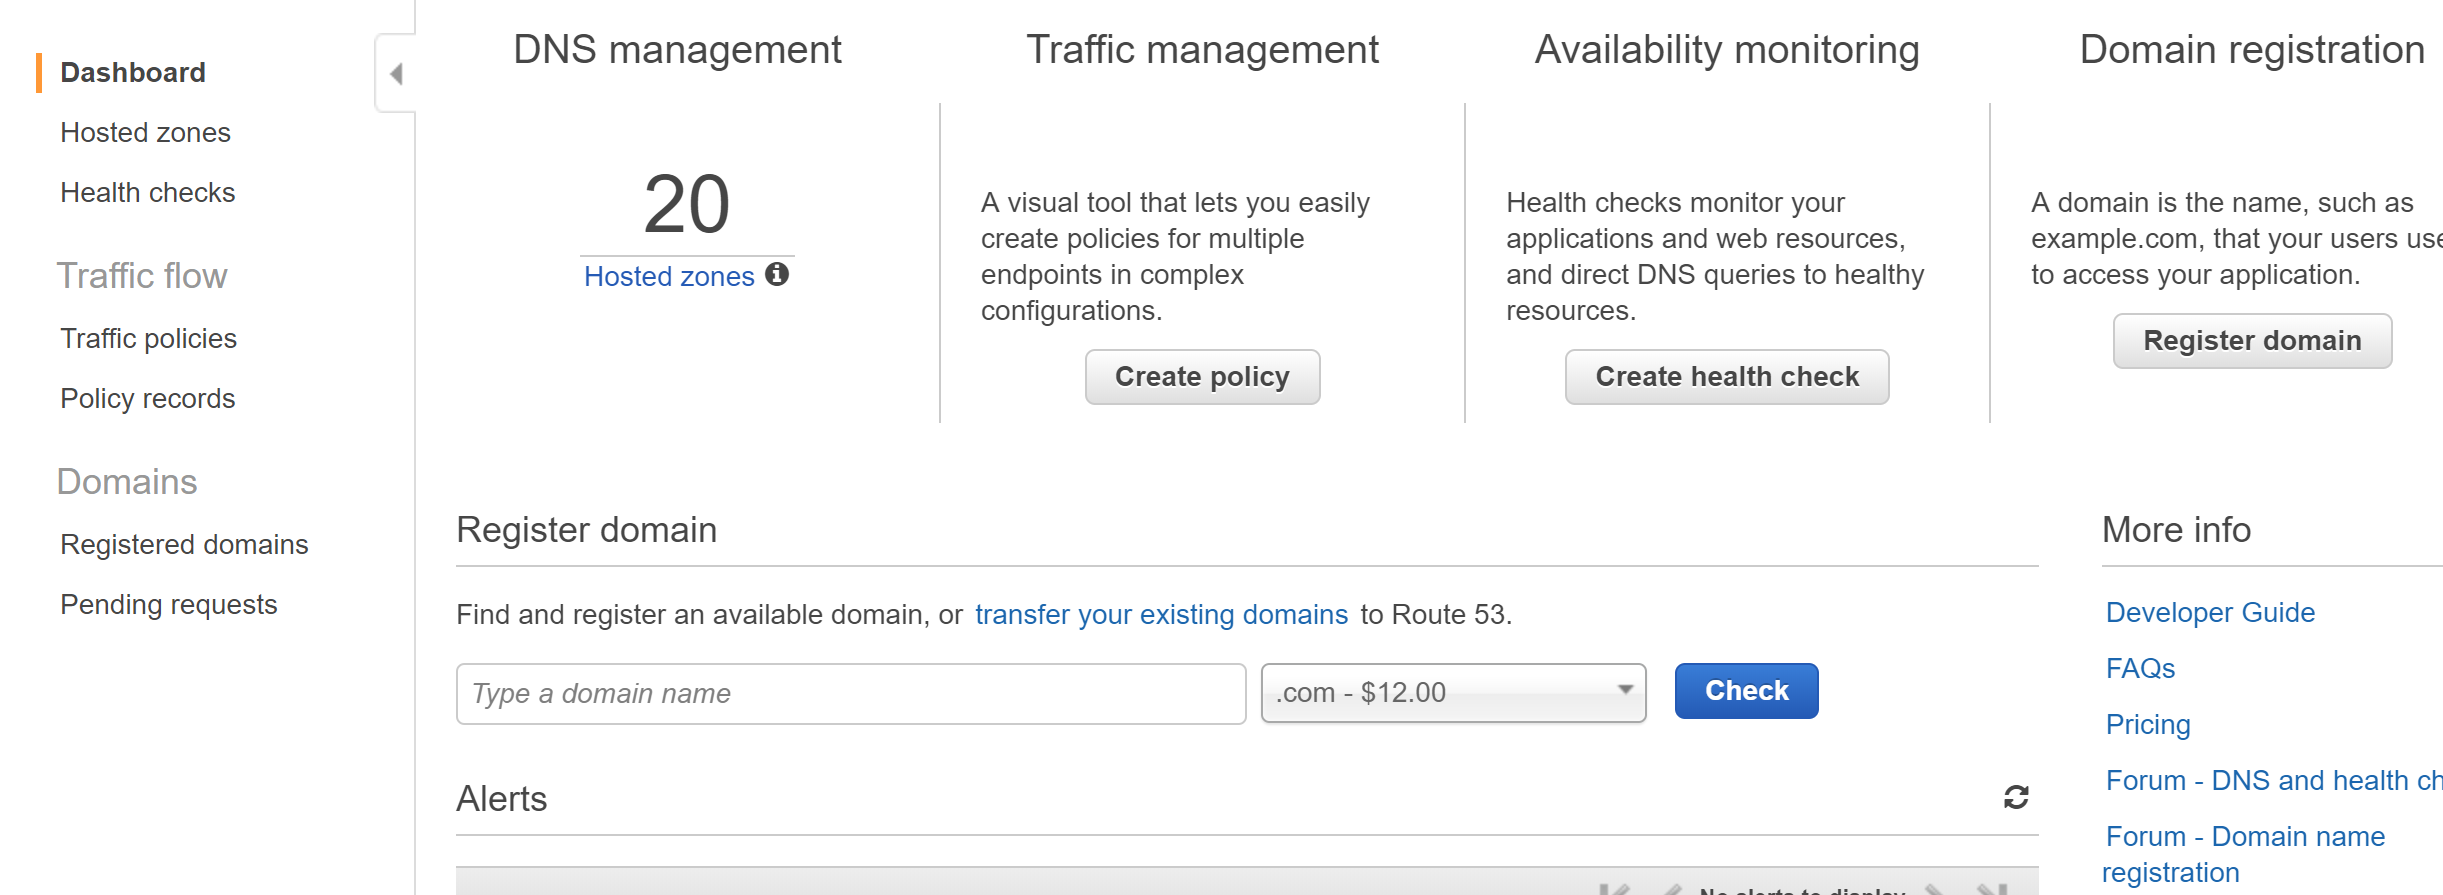 Dashboard
Hosted zones
Health checks
Traffic flow
Traffic policies
Policy records
Domains
Registered domains
Pending requests
DNS management
20
Hosted zones
Traffic management
A visual tool that lets you easily
create policies for multiple
endpoints in complex
configurations.
Create policy
Availability monitoring
Health checks monitor your
applications and web resources,
and direct DNS queries to healthy
resources.
Create health check
Domain registration
A domain is the name, such as
example.com, that your users use
to access your application.
Register domain
Register domain
Find and register an available domain, or transfer your existing domains to Route 53.
Type a domain name
.com - $12.00
Check
Alerts
No alerts to display
More info
Developer Guide
FAQs
Pricing
Forum - DNS and health ch
Forum - Domain name
registration